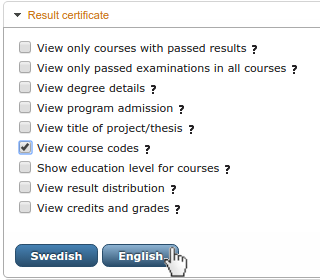 Result certificate
View only courses with passed results ?
View only passed examinations in all courses ?
View degree details ?
View program admission ?
View title of project/thesis ?
View course codes ?
Show education level for courses ?
View result distribution ?
View credits and grades ?
Swedish English